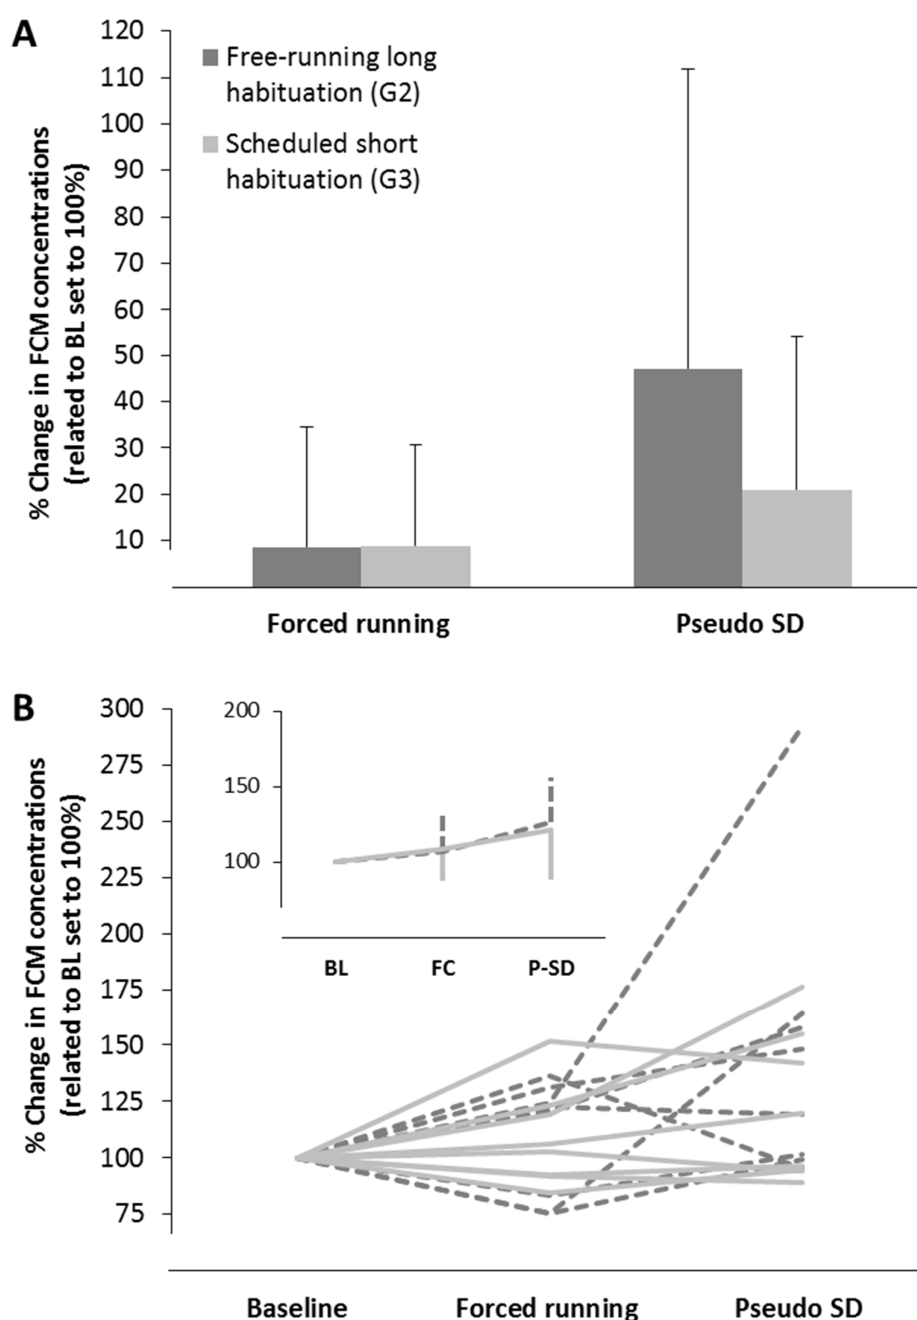 A
% Change in FCM concentrations
(related to BL set to 100%)
120
110
100
90
80
70
60
50
40
30
20
10
Free-running long
habituation (G2)
Scheduled short
habituation (G3)
Forced running
Pseudo SD
B
% Change in FCM concentrations
(related to BL set to 100%)
300
275
250
225
200
175
150
125
100
75
200
150
100
BL
FC
P-SD
Baseline
Forced running
Pseudo SD